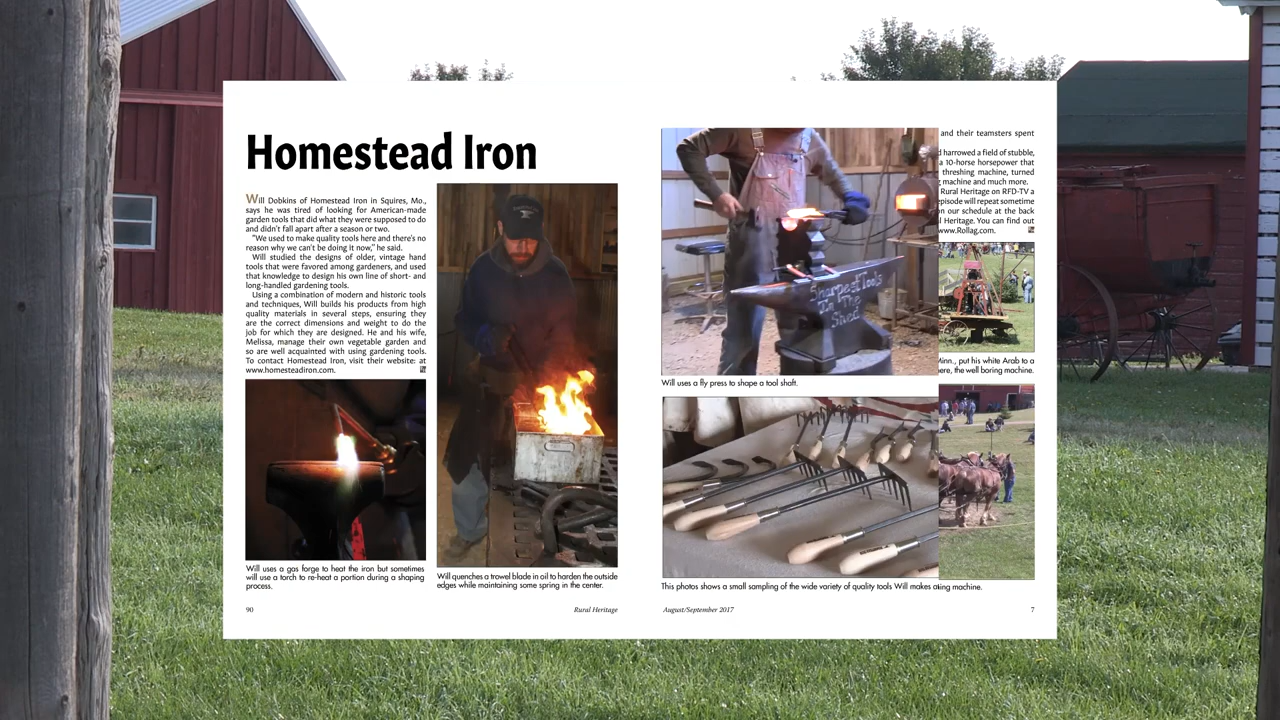 Homestead Iron
Will Dobkins of Homestead Iron in Squires, Mo.,
says he was tired of looking for American-made
garden tools that did what they were supposed to do
and didn't fall apart after a season or two.
"We used to make quality tools here and there's no
reason why we can't be doing it now," he said.
Will studied the designs of older, vintage hand
tools that were favored among gardeners, and used
that knowledge to design his own line of short- and
long-handled gardening tools.
Using a combination of modern and historic tools
and techniques, Will builds his products from high
quality materials in several steps, ensuring they
are the correct dimensions and weight to do the
job for which they are designed. He and his wife,
Melissa, manage their own vegetable garden and
so are well acquainted with using gardening tools.
To contact Homestead Iron, visit their website: at
www.homesteadiron.com.
Will uses a gas forge to heat the iron but sometimes
will use a torch to re-heat a portion during a shaping
process.
Will quenches a trowel blade in oil to harden the outside
edges while maintaining some spring in the center.
90
Rural Heritage
Sharpest Tools
In The
Shed
Will uses a fly press to shape a tool shaft.
This photos shows a small sampling of the wide variety of quality tools Will makes
ing machine.
and their teamsters spent
harrowed a field of stubble,
a 10-horse horsepower that
threshing machine, turned
machine and much more.
Rural Heritage on RFD-TV a
episode will repeat sometime
on our schedule at the back
Heritage. You can find out
www.Rollag.com.
Minn., put his white Arab to a
ere, the well boring machine.
August/September 2017
7